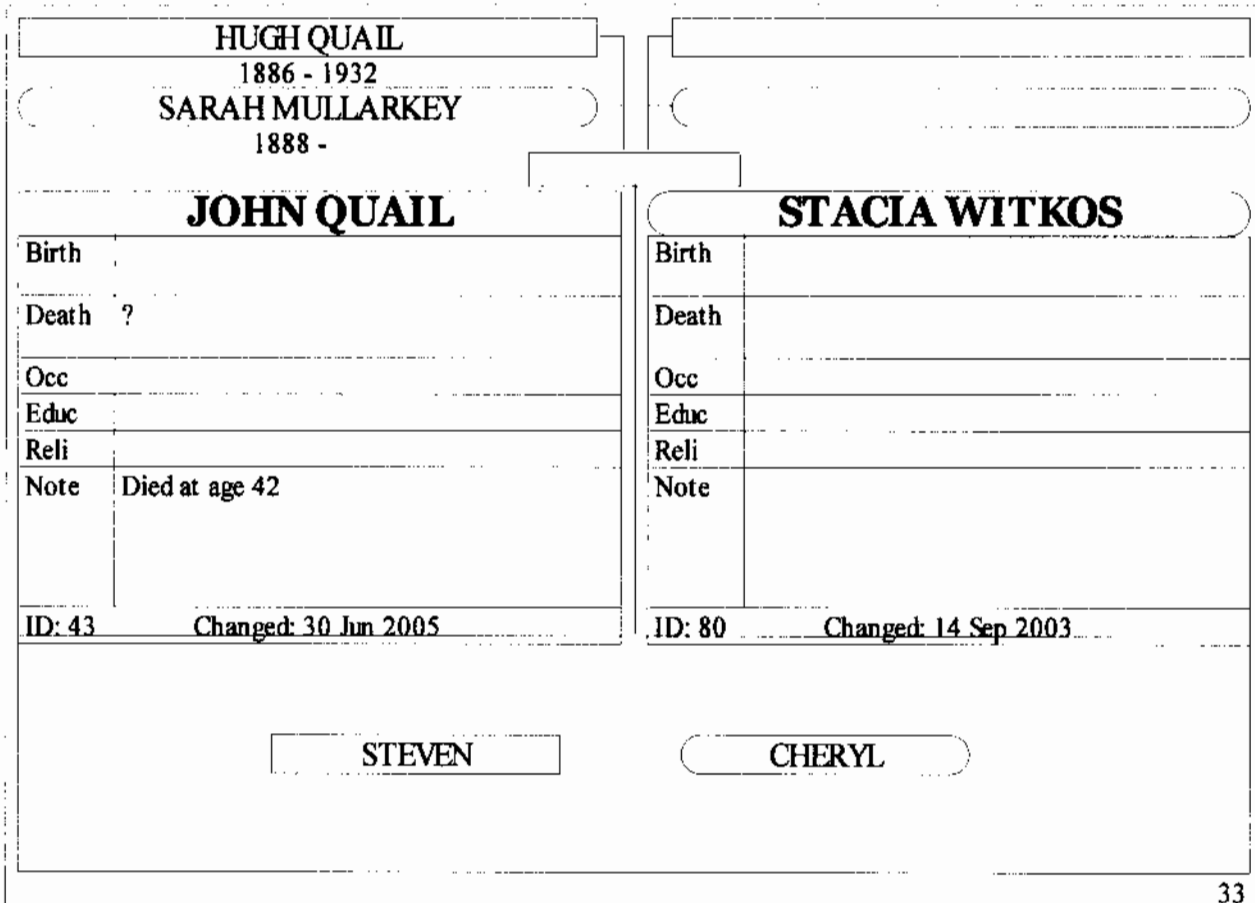 HUGH QUAIL
1886 - 1932
SARAH MULLARKEY
1888 -
JOHN QUAIL
Birth
Death ?
Occ
Educ
Reli
Note Died at age 42
ID: 43 Changed: 30 Jun 2005
STACIA WITKOS
Birth
Death
Occ
Educ
Reli
Note
ID: 80 Changed: 14 Sep 2003
STEVEN
CHERYL
33